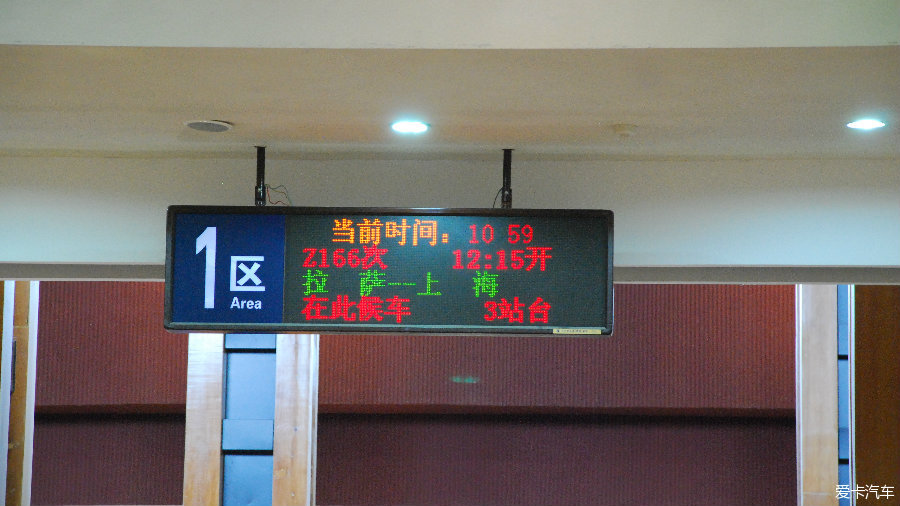 1区
Area
当前时间：10 59
Z166次 12:15开
拉 萨--上 海
在此候车 3站台
爱卡汽车